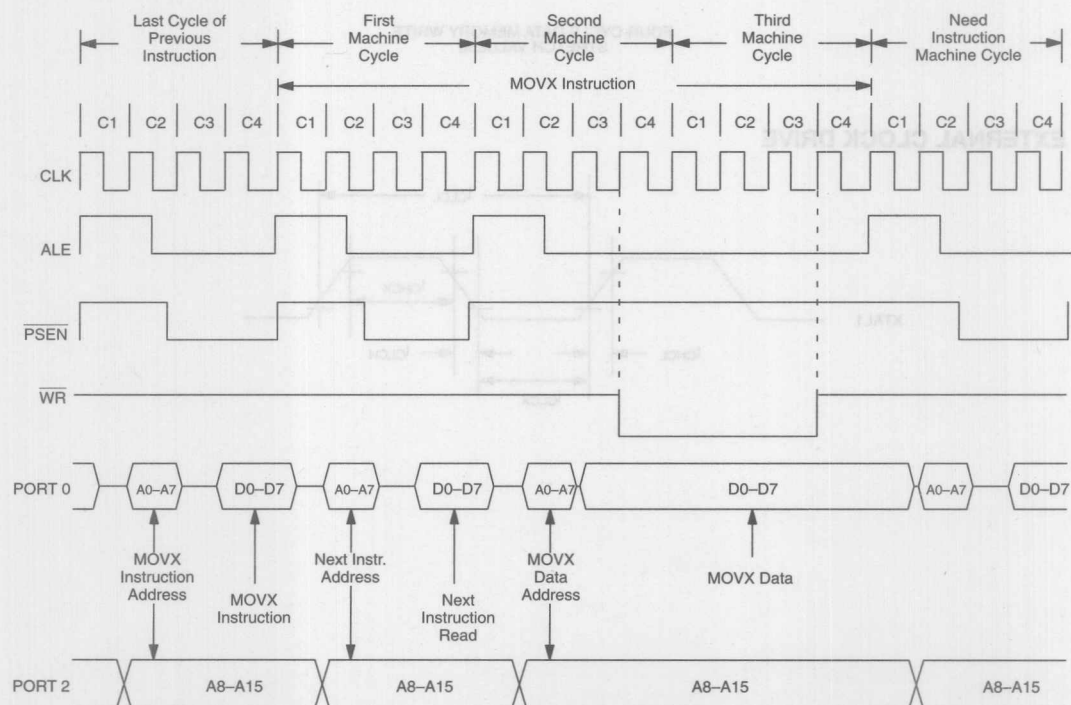 Last Cycle of
Previous
Instruction
First
Machine
Cycle
Second
Machine
Cycle
Third
Machine
Cycle
Need
Instruction
Machine Cycle
MOVX Instruction
C1 C2 C3 C4 C1 C2 C3 C4 C1 C2 C3 C4 C1 C2 C3 C4 C1 C2 C3 C4
EXTERNAL CLOCK DRIVE
CLK
ALE
PSEN
XTAL1
WR
PORT 0 A0–A7 D0–D7 A0–A7 D0–D7 A0–A7 D0–D7 A0–A7 D0–D7
MOVX
Instruction
Address
MOVX
Instruction
Next Instr.
Address
Next
Instruction
Read
MOVX
Data
Address
MOVX Data
PORT 2 A8–A15 A8–A15 A8–A15 A8–A15